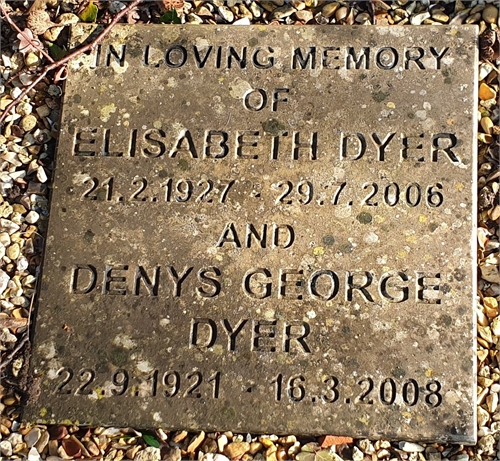 IN LOVING MEMORY
OF
ELISABETH DYER
21.2.1927 · 29.7.2006
AND
DENYS GEORGE
DYER
22.9.1921 · 16.3.2008